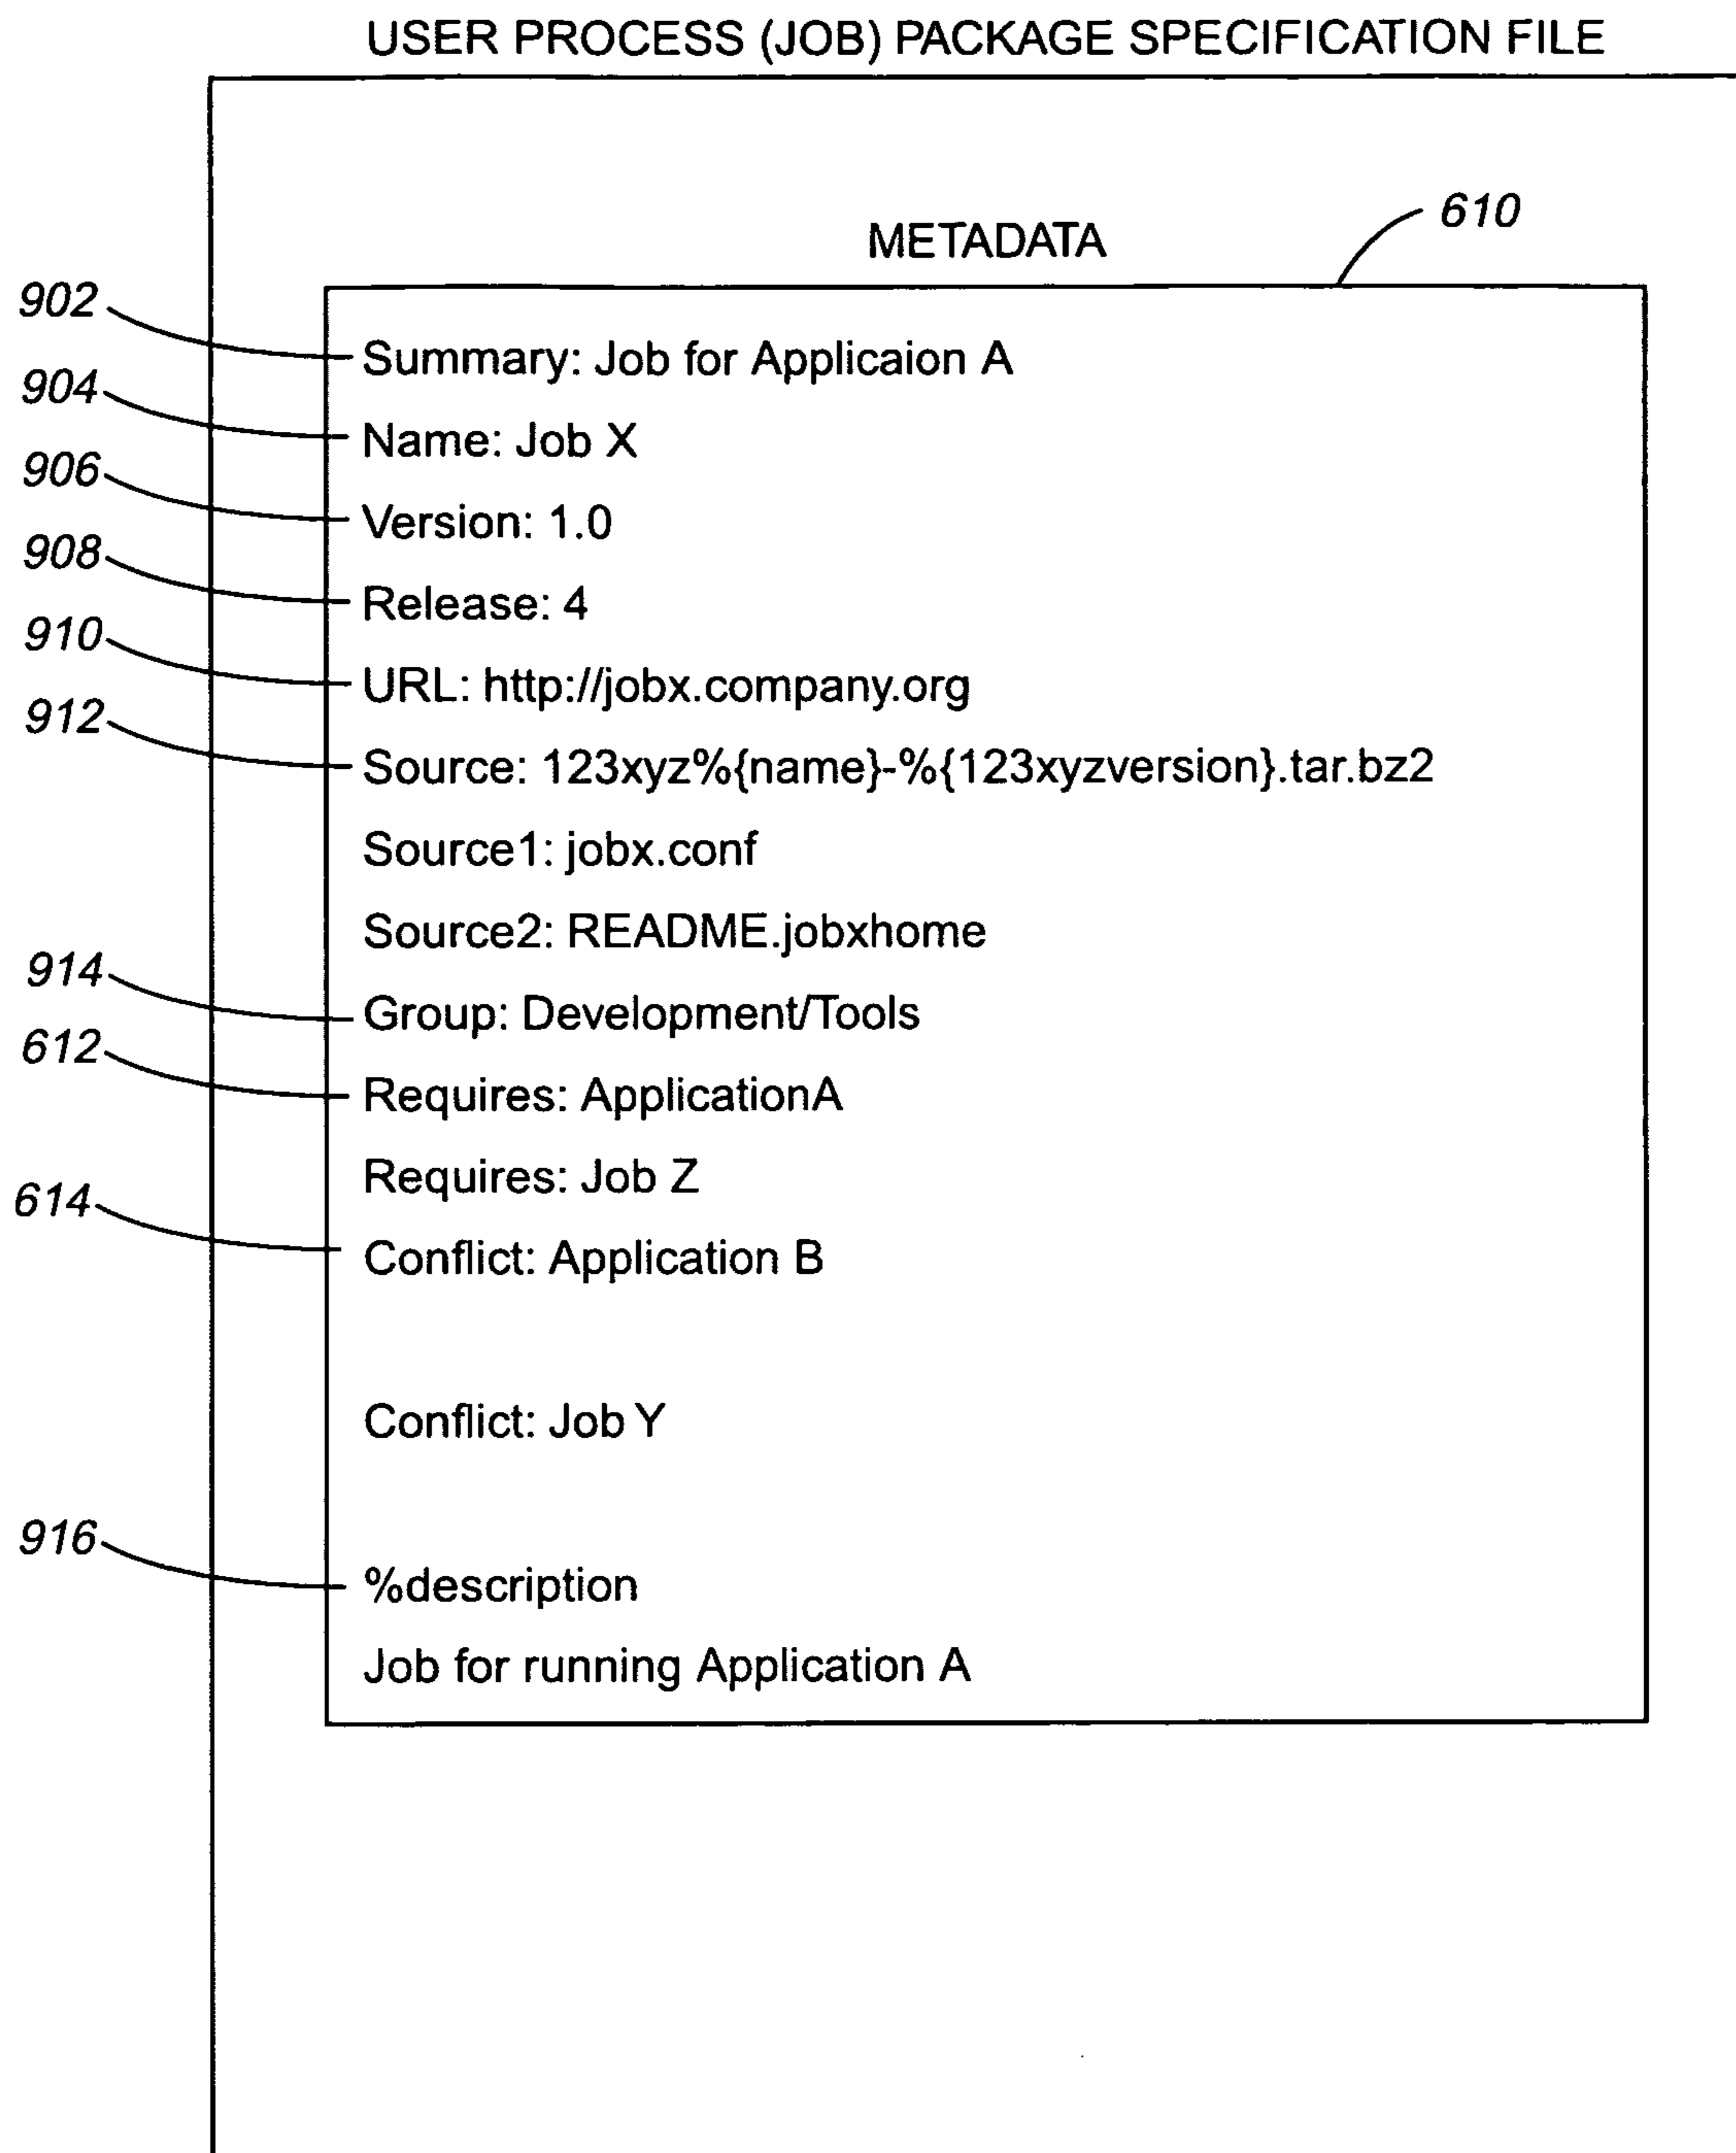 USER PROCESS (JOB) PACKAGE SPECIFICATION FILE
610
METADATA
902
Summary: Job for Applicaion A
904
Name: Job X
906
Version: 1.0
908
Release: 4
910
URL: http://jobx.company.org
912
Source: 123xyz%{name}-%{123xyzversion}.tar.bz2
Source1: jobx.conf
Source2: README.jobxhome
914
Group: Development/Tools
612
Requires: ApplicationA
Requires: Job Z
614
Conflict: Application B
Conflict: Job Y
916
%description
Job for running Application A